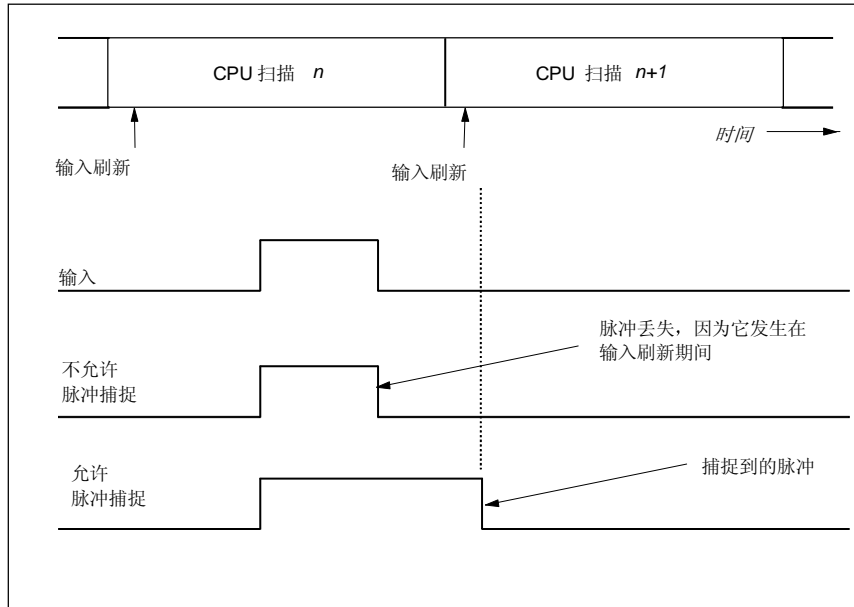 CPU 扫描 n
CPU 扫描 n+1
时间
输入刷新
输入刷新
输入
脉冲丢失，因为它发生在
输入刷新期间
不允许
脉冲捕捉
允许
脉冲捕捉
捕捉到的脉冲